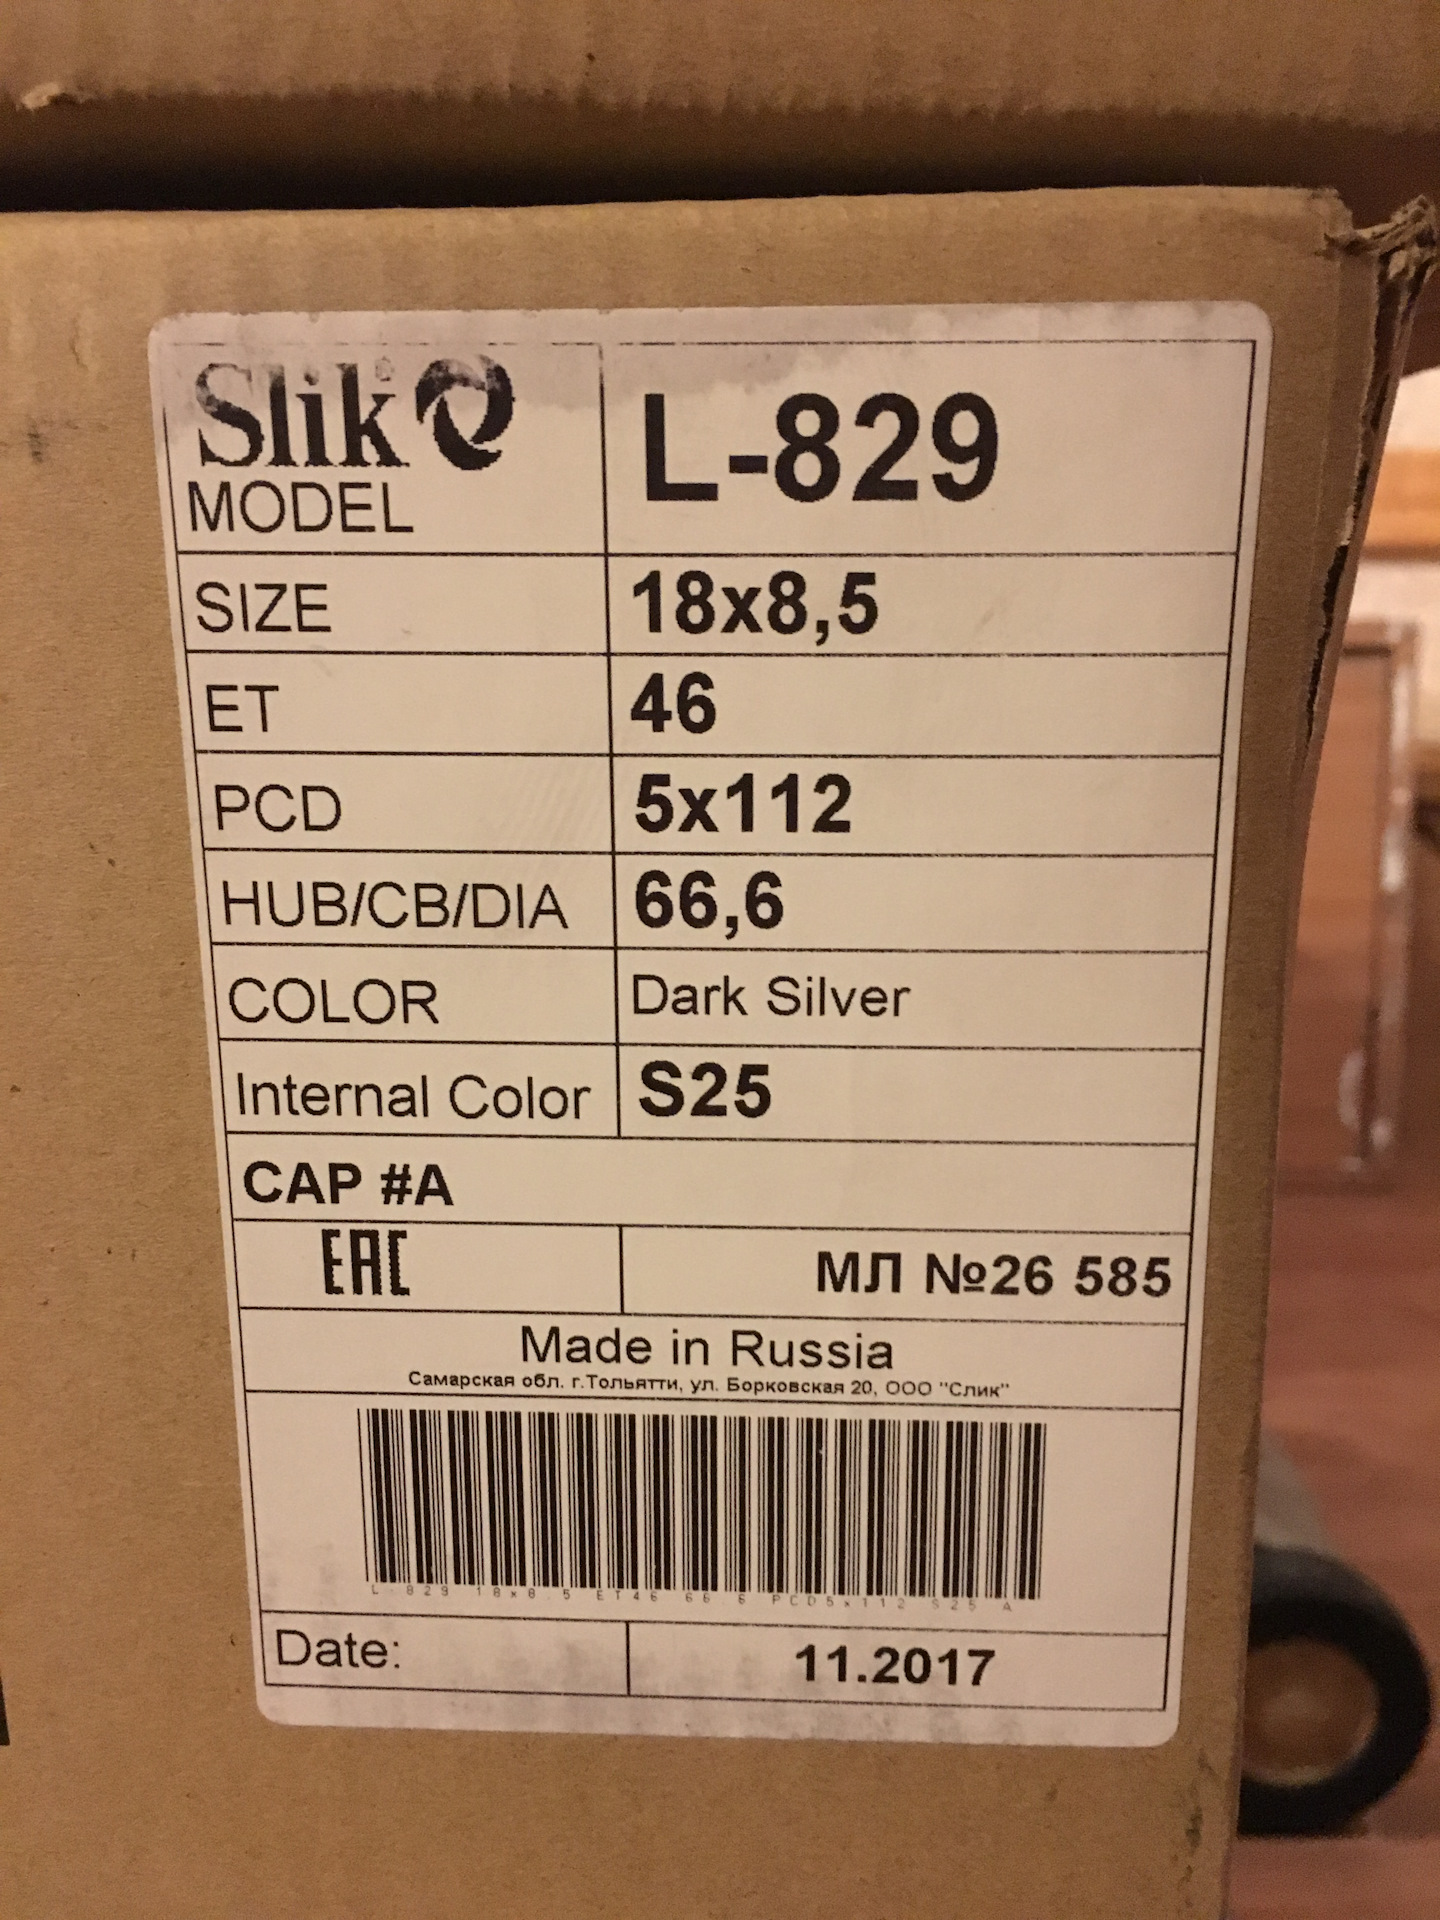 Slik®
MODEL
L-829
SIZE
18x8,5
ET
46
PCD
5x112
HUB/CB/DIA
66,6
COLOR
Dark Silver
Internal Color
S25
CAP #A
EAC
МЛ №26 585
Made in Russia
Самарская обл. г.Тольятти, ул. Борковская 20, ООО "Слик"
L-829 18x8.5 ET46 66.6 PCD5x112 S25 A
Date:
11.2017